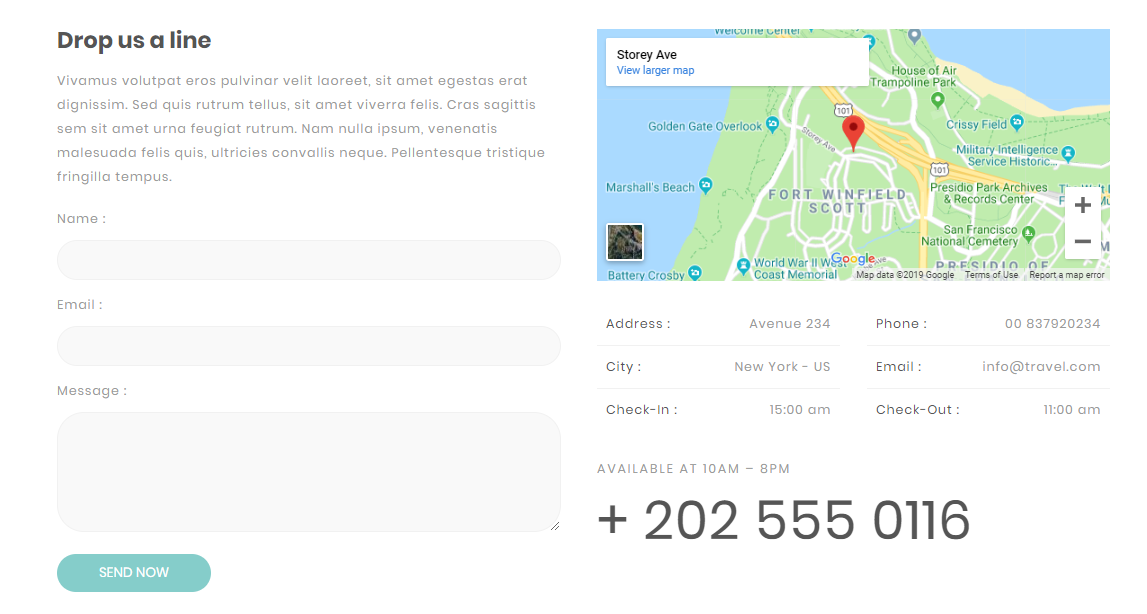 Drop us a line
Vivamus volutpat eros pulvinar velit laoreet, sit amet egestas erat
dignissim. Sed quis rutrum tellus, sit amet viverra felis. Cras sagittis
sem sit amet urna feugiat rutrum. Nam nulla ipsum, venenatis
malesuada felis quis, ultricies convallis neque. Pellentesque tristique
fringilla tempus.
Name :
Email :
Message :
SEND NOW
Welcome Center
Storey Ave
View larger map
House of Air
Trampoline Park
101
Golden Gate Overlook
Storey Ave
Crissy Field
Military Intelligence
Service Historic...
101
Marshall's Beach
FORT WINFIELD
SCOTT
Presidio Park Archives
& Records Center
+
San Francisco
National Cemetery
−
World War II West
Coast Memorial
Google
PRESIDIO OF
Battery Crosby
Map data ©2019 Google
Terms of Use
Report a map error
Address : Avenue 234
Phone : 00 837920234
City : New York - US
Email : info@travel.com
Check-In : 15:00 am
Check-Out : 11:00 am
AVAILABLE AT 10AM – 8PM
+ 202 555 0116